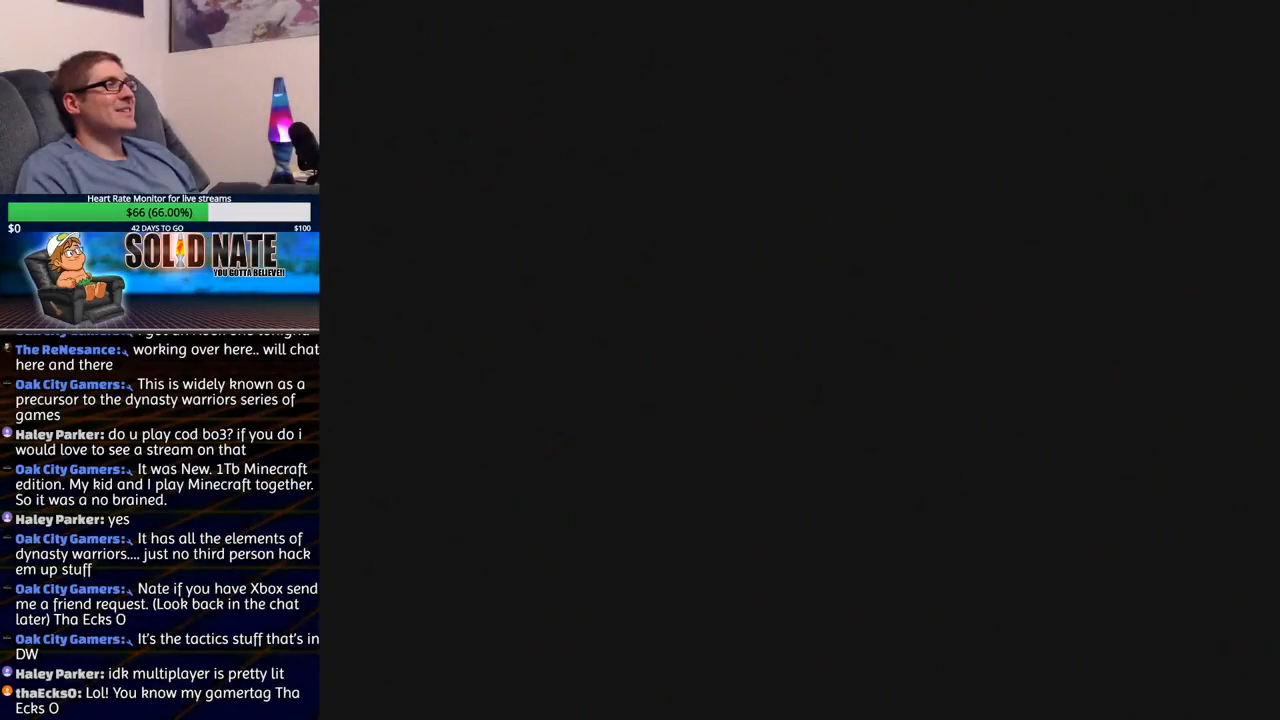 Heart Rate Monitor for live streams
$66 (66.00%)
$0 42 DAYS TO GO $100
SOLID NATE
YOU GOTTA BELIEVE!!
The ReNesance: working over here.. will chat
here and there
Oak City Gamers: This is widely known as a
precursor to the dynasty warriors series of
games
Haley Parker: do u play cod bo3? if you do i
would love to see a stream on that
Oak City Gamers: It was New. 1Tb Minecraft
edition. My kid and I play Minecraft together.
So it was a no brained.
Haley Parker: yes
Oak City Gamers: It has all the elements of
dynasty warriors.... just no third person hack
em up stuff
Oak City Gamers: Nate if you have Xbox send
me a friend request. (Look back in the chat
later) Tha Ecks O
Oak City Gamers: It's the tactics stuff that's in
DW
Haley Parker: idk multiplayer is pretty lit
thaEcksO: Lol! You know my gamertag Tha
Ecks O